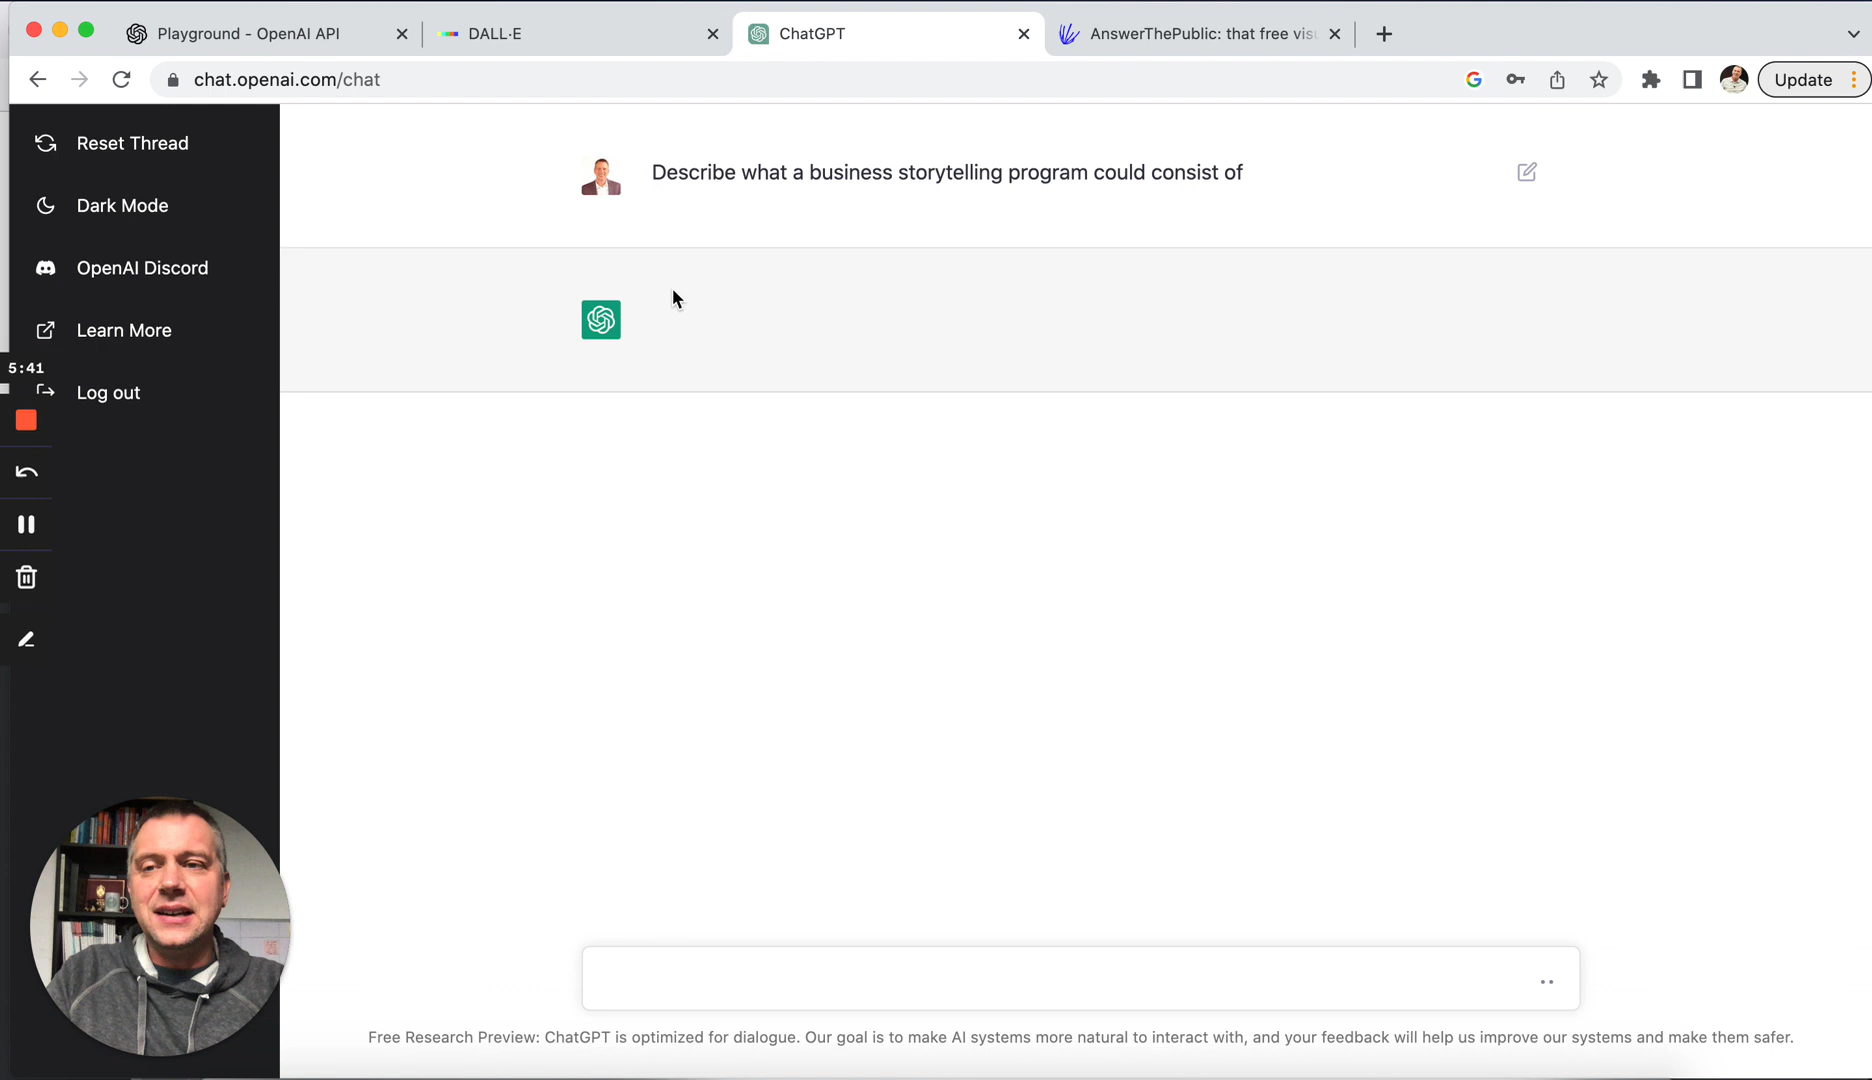 Playground - OpenAI API
DALL·E
ChatGPT
AnswerThePublic: that free visu
chat.openai.com/chat
Update
Reset Thread
Dark Mode
OpenAI Discord
Learn More
5:41
Log out
Describe what a business storytelling program could consist of
Free Research Preview: ChatGPT is optimized for dialogue. Our goal is to make AI systems more natural to interact with, and your feedback will help us improve our systems and make them safer.